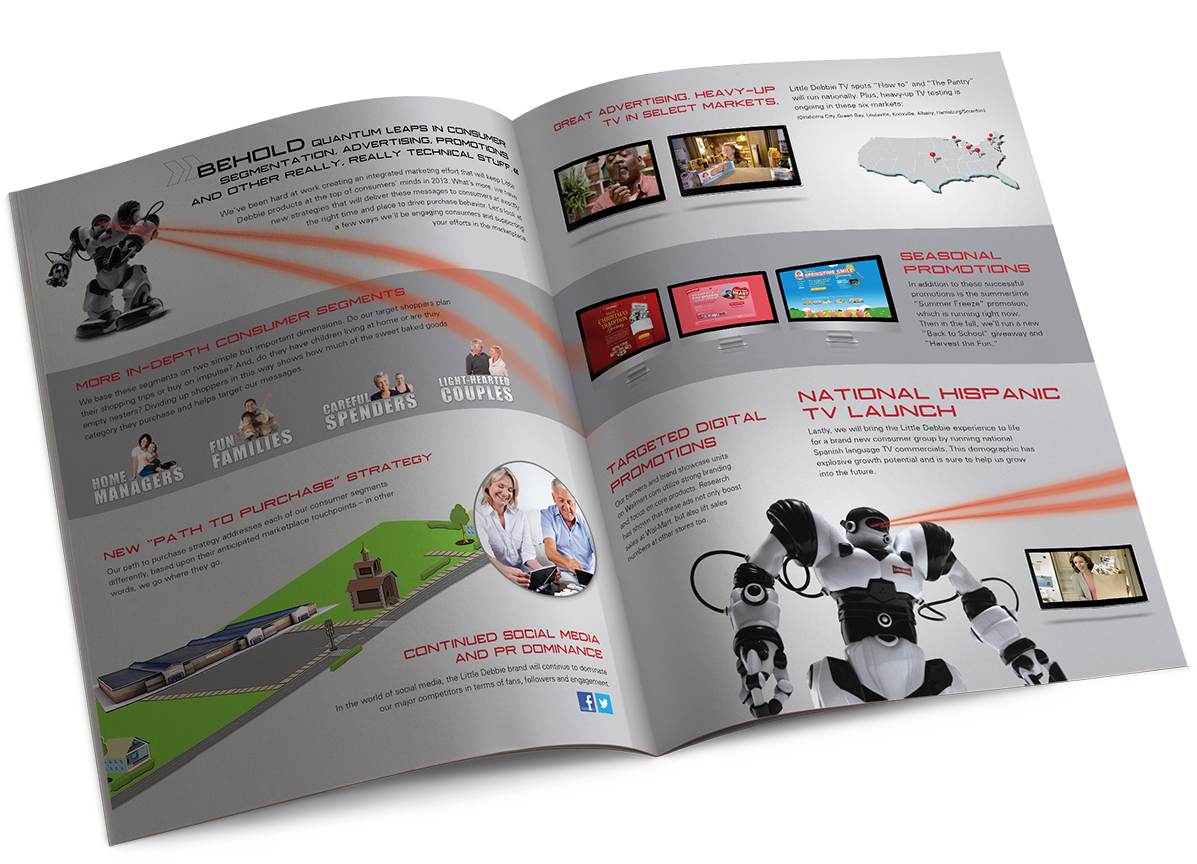 BEHOLD QUANTUM LEAPS IN CONSUMER
SEGMENTATION, ADVERTISING, PROMOTIONS
AND OTHER REALLY, REALLY TECHNICAL STUFF.
We've been hard at work creating an integrated marketing effort that will keep Little
Debbie products at the top of consumers' minds in 2013. What's more, we have
new strategies that will deliver these messages to consumers at exactly
the right time and place to drive purchase behavior. Let's look at
a few ways we'll be engaging consumers and supporting
your efforts in the marketplace.
MORE IN-DEPTH CONSUMER SEGMENTS
We base these segments on two simple but important dimensions. Do our target shoppers plan
their shopping trips or buy on impulse? And, do they have children living at home or are they
empty nesters? Dividing up shoppers in this way shows how much of the sweet baked goods
category they purchase and helps target our messages.
HOME
MANAGERS
FUN
FAMILIES
CAREFUL
SPENDERS
LIGHT-HEARTED
COUPLES
NEW "PATH TO PURCHASE" STRATEGY
Our path to purchase strategy addresses each of our consumer segments
differently, based upon their anticipated marketplace touchpoints – in other
words, we go where they go.
CONTINUED SOCIAL MEDIA
AND PR DOMINANCE
In the world of social media, the Little Debbie brand will continue to dominate
our major competitors in terms of fans, followers and engagement.
GREAT ADVERTISING. HEAVY-UP
TV IN SELECT MARKETS.
Little Debbie TV spots "How to" and "The Pantry"
will run nationally. Plus, heavy-up TV testing is
ongoing in these six markets:
(Oklahoma City, Green Bay, Louisville, Knoxville, Albany, Harrisburg/Scranton)
CHRISTMAS
TRADITION
SPRINGTIME SMILE
SEASONAL
PROMOTIONS
In addition to these successful
promotions is the summertime
"Summer Freeze" promotion,
which is running right now.
Then in the fall, we'll run a new
"Back to School" giveaway and
"Harvest the Fun."
TARGETED DIGITAL
PROMOTIONS
Our banners and brand showcase units
on Walmart.com utilize strong branding
and focus on core products. Research
has shown that these ads not only boost
sales at Wal-Mart, but also lift sales
numbers at other stores too.
NATIONAL HISPANIC
TV LAUNCH
Lastly, we will bring the Little Debbie experience to life
for a brand new consumer group by running national
Spanish language TV commercials. This demographic has
explosive growth potential and is sure to help us grow
into the future.